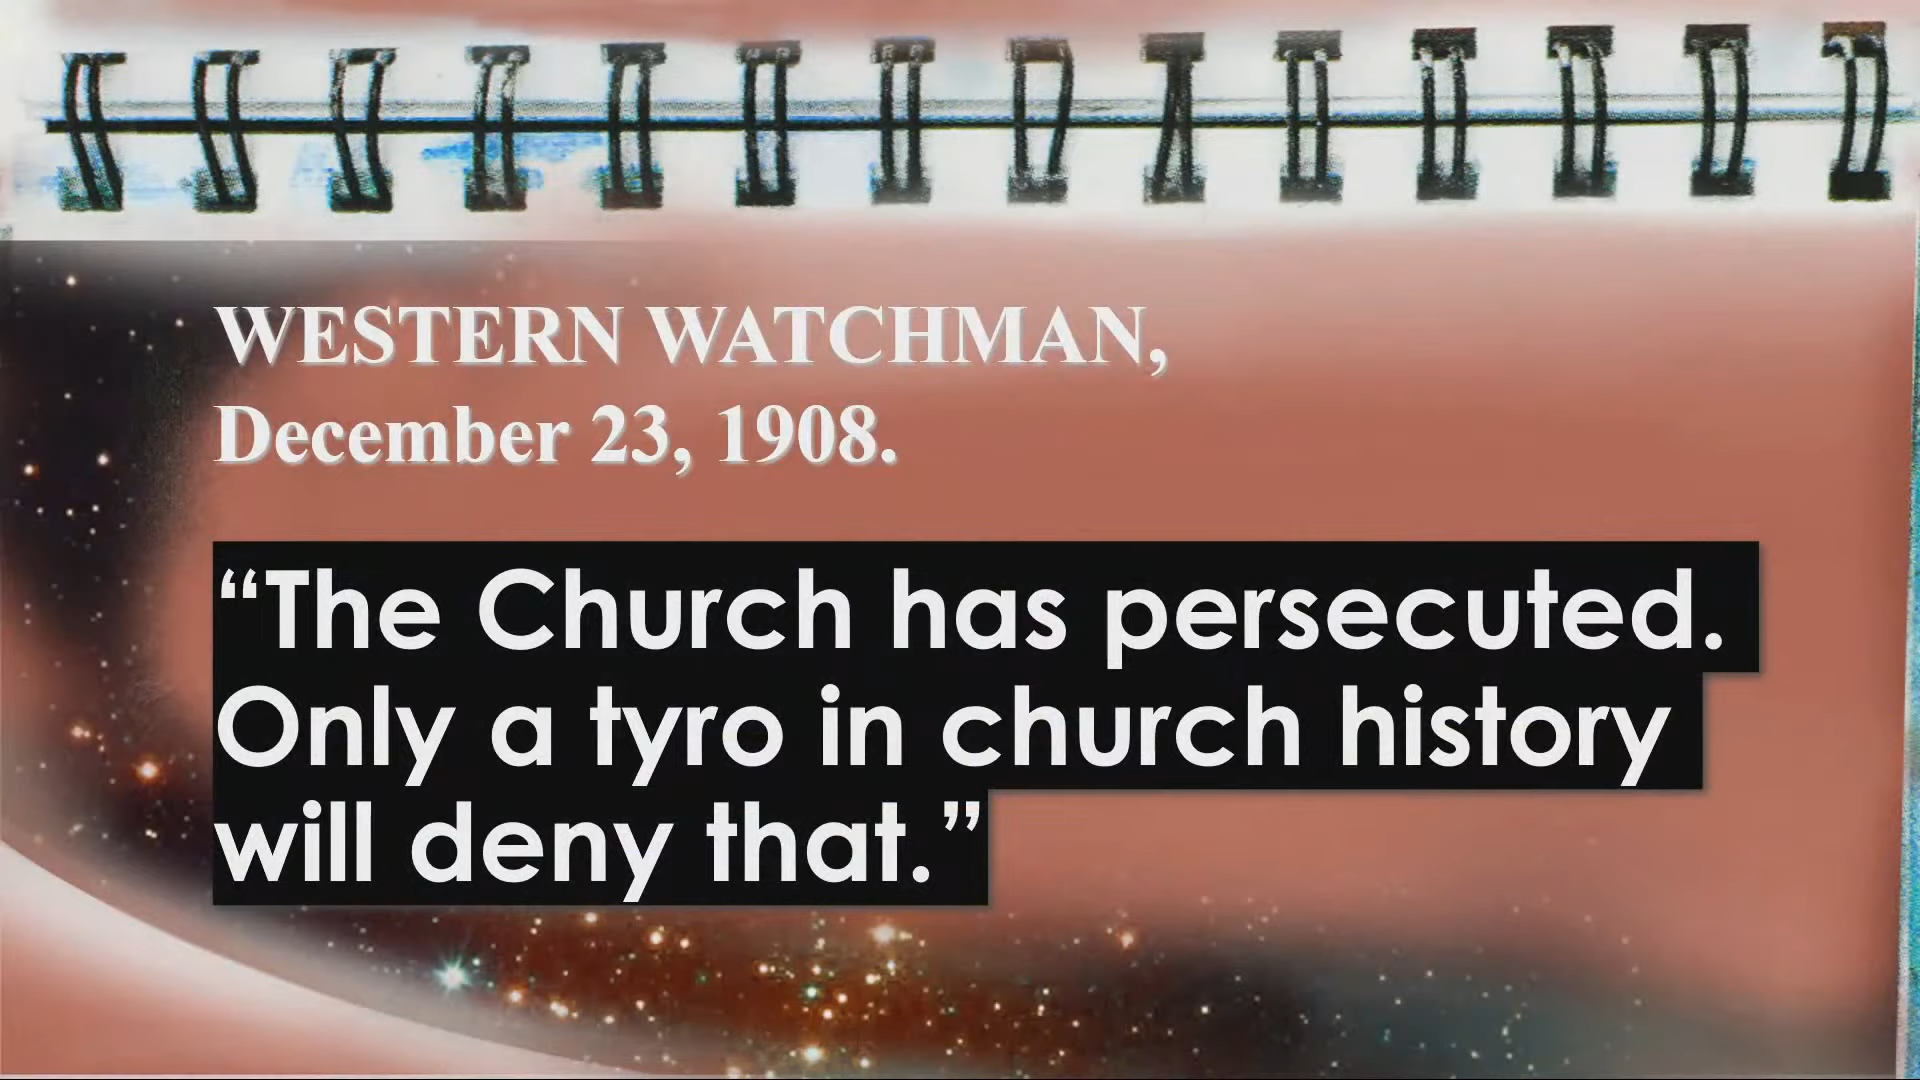 WESTERN WATCHMAN,
December 23, 1908.
“The Church has persecuted.
Only a tyro in church history
will deny that.”